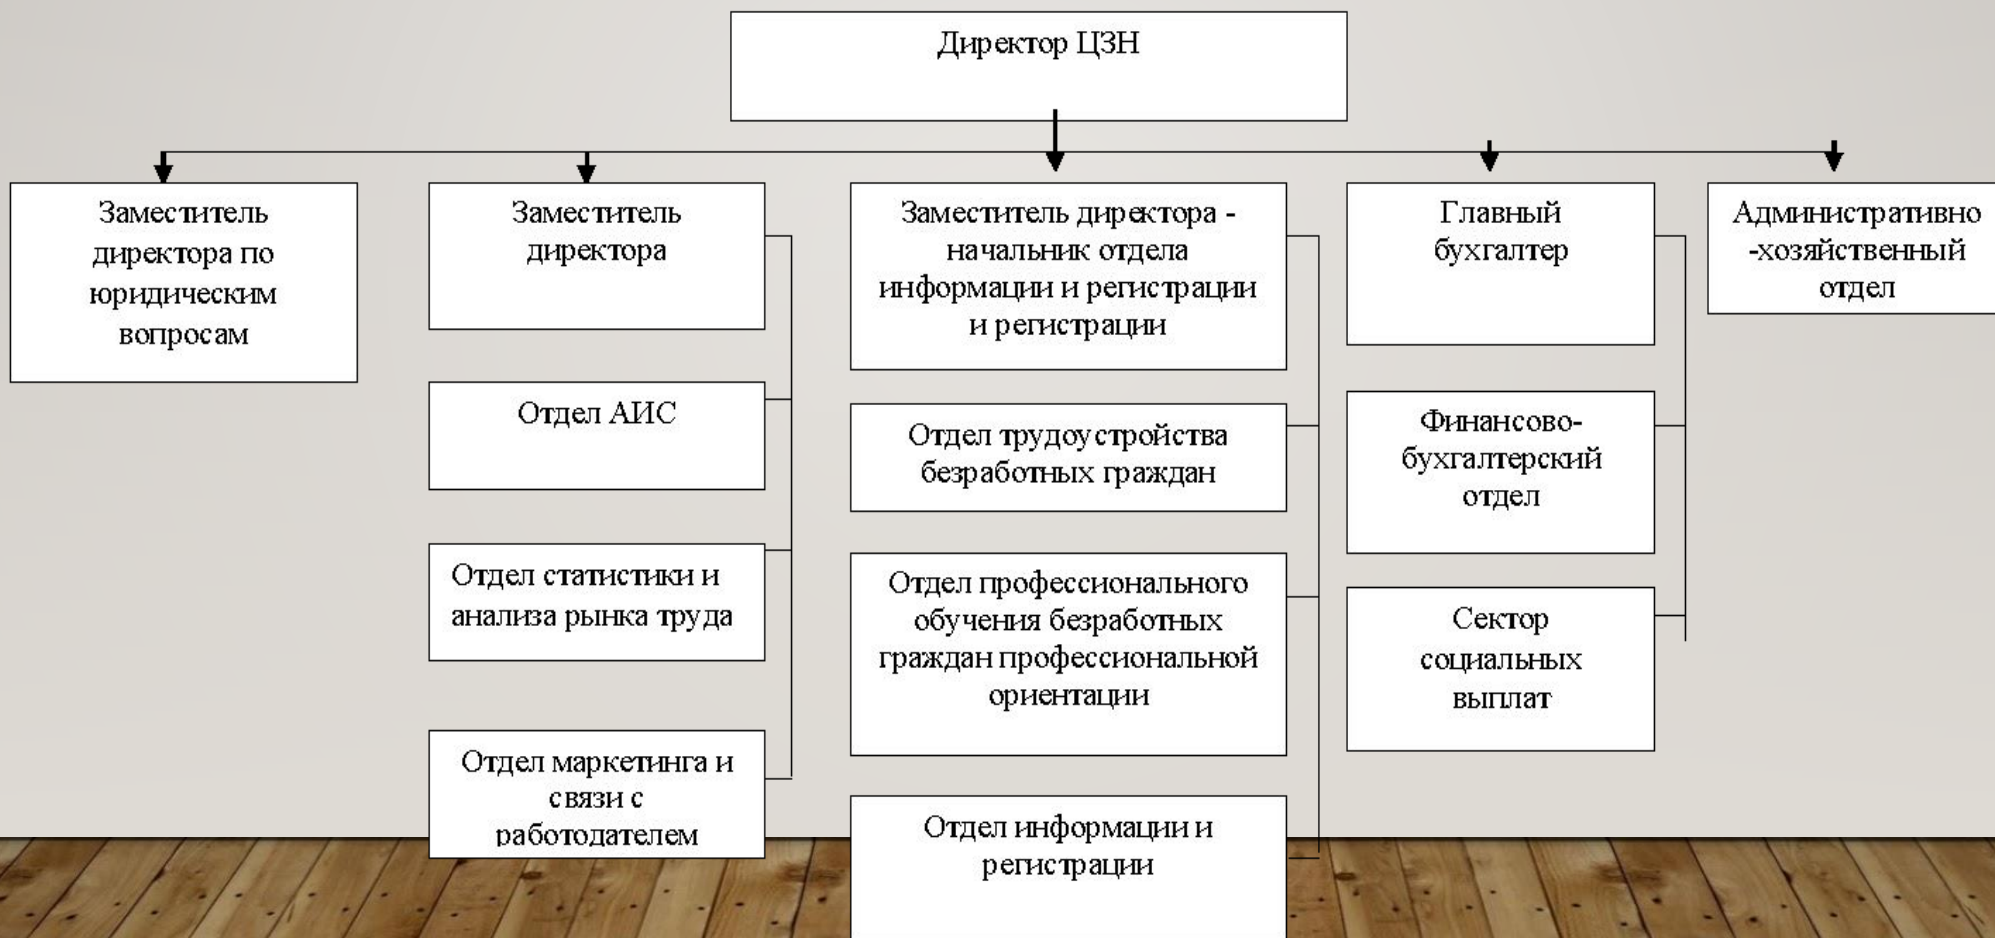 Директор ЦЗН
Заместитель
директора по
юридическим
вопросам
Заместитель
директора
Отдел АИС
Отдел статистики и
анализа рынка труда
Отдел маркетинга и
связи с
работодателем
Заместитель директора -
начальник отдела
информации и регистрации
и регистрации
Отдел трудоустройства
безработных граждан
Отдел профессионального
обучения безработных
граждан профессиональной
ориентации
Отдел информации и
регистрации
Главный
бухгалтер
Финансово-
бухгалтерский
отдел
Сектор
социальных
выплат
Административно
-хозяйственный
отдел